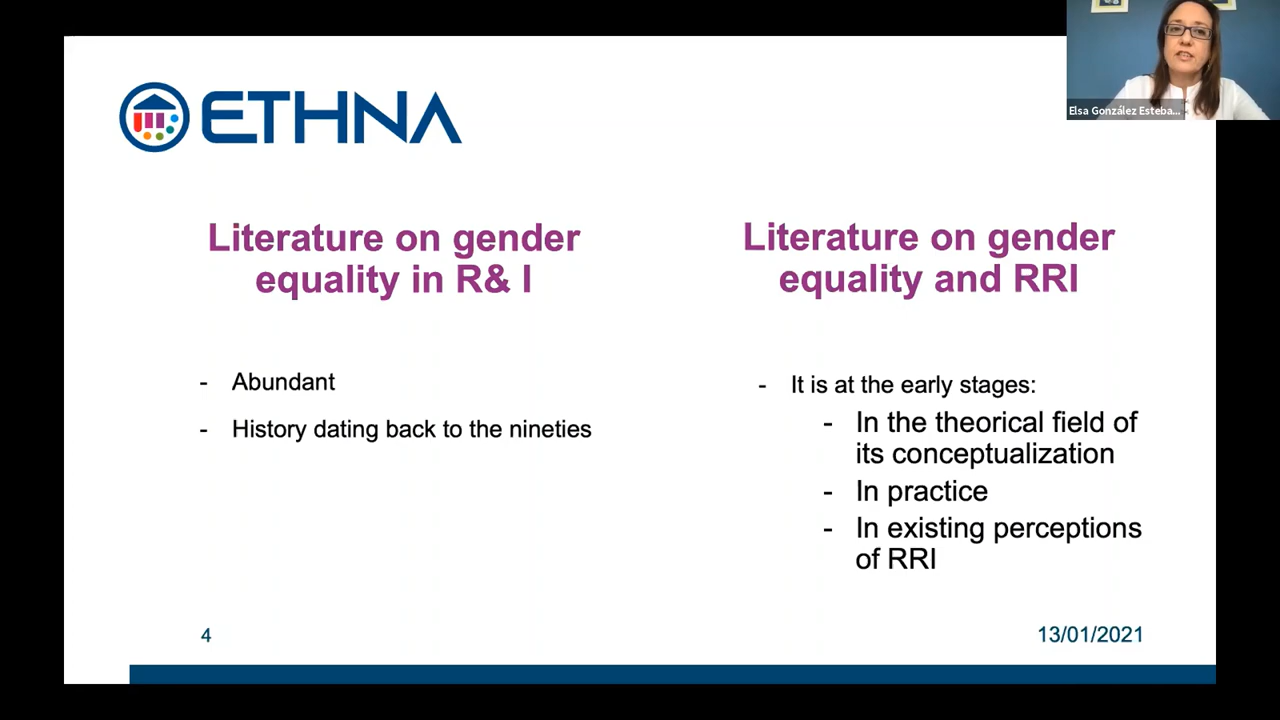 Elsa González Esteba...
ETHNA
Literature on gender
equality in R& I
- Abundant
- History dating back to the nineties
Literature on gender
equality and RRI
- It is at the early stages:
- In the theorical field of
its conceptualization
- In practice
- In existing perceptions
of RRI
4
13/01/2021